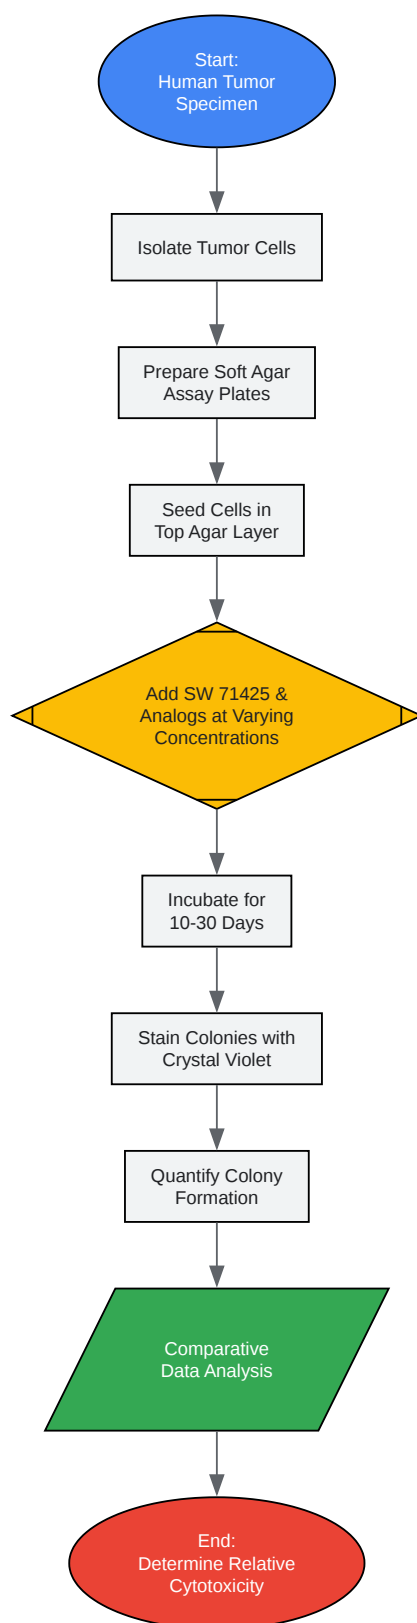 Start:
Human Tumor
Specimen
Isolate Tumor Cells
Prepare Soft Agar
Assay Plates
Seed Cells in
Top Agar Layer
Add SW 71425 &
Analogs at Varying
Concentrations
Incubate for
10-30 Days
Stain Colonies with
Crystal Violet
Quantify Colony
Formation
Comparative
Data Analysis
End:
Determine Relative
Cytotoxicity